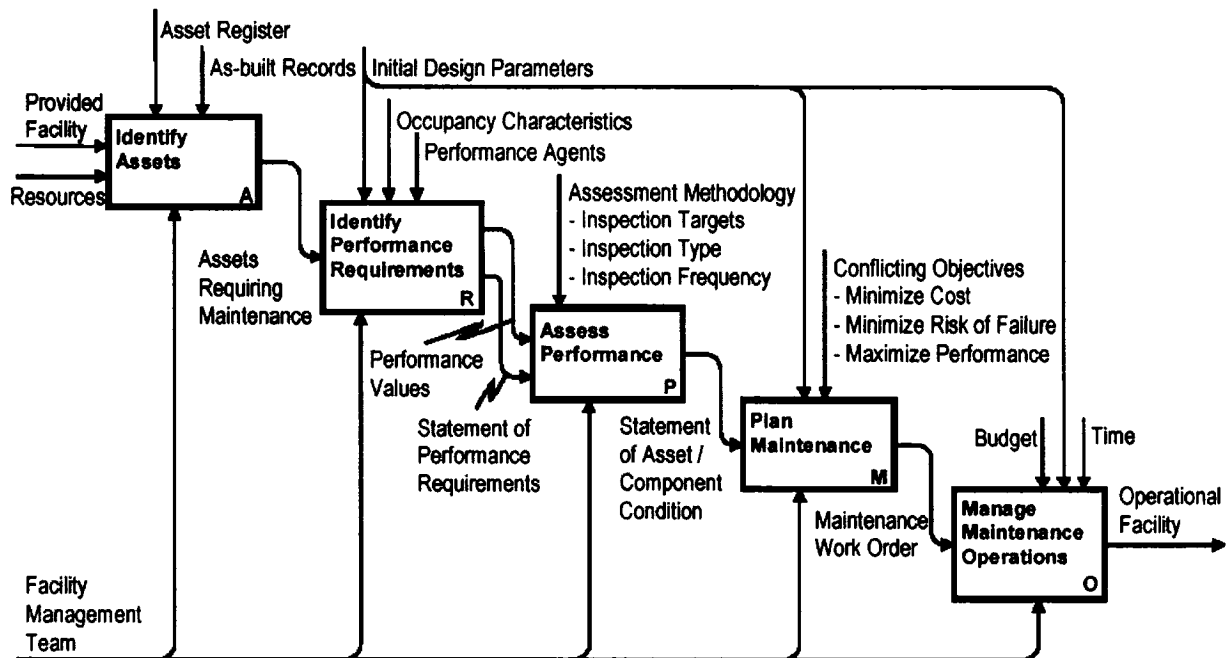 Asset Register
As-built Records
Initial Design Parameters
Provided
Facility
Identify
Assets
A
Resources
Occupancy Characteristics
Performance Agents
Identify
Performance
Requirements
R
Assets
Requiring
Maintenance
Assessment Methodology
- Inspection Targets
- Inspection Type
- Inspection Frequency
Assess
Performance
P
Performance
Values
Statement of
Performance
Requirements
Conflicting Objectives
- Minimize Cost
- Minimize Risk of Failure
- Maximize Performance
Plan
Maintenance
M
Statement
of Asset /
Component
Condition
Budget
Time
Manage
Maintenance
Operations
O
Maintenance
Work Order
Operational
Facility
Facility
Management
Team